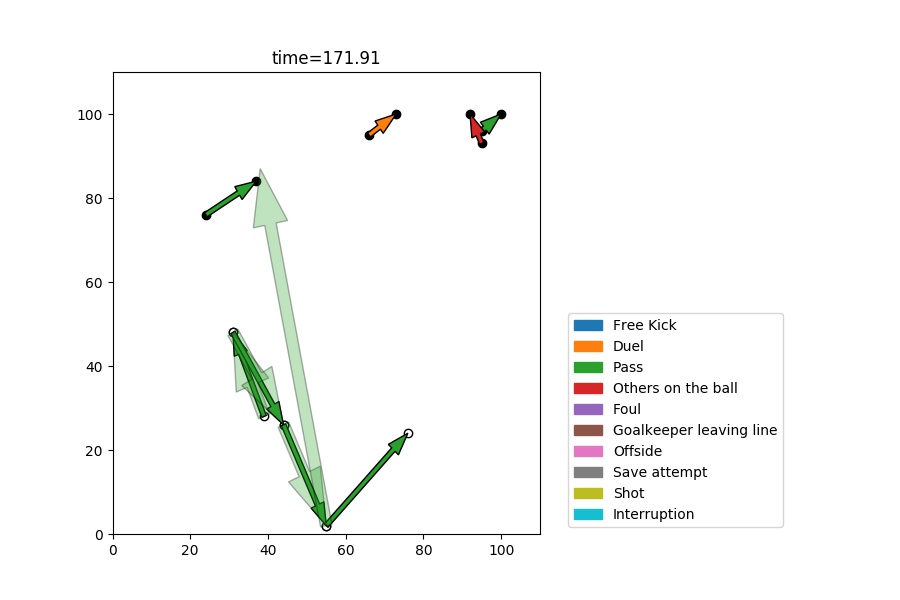 time=171.91
100
80
60
40
20
0
0 20 40 60 80 100
Free Kick
Duel
Pass
Others on the ball
Foul
Goalkeeper leaving line
Offside
Save attempt
Shot
Interruption